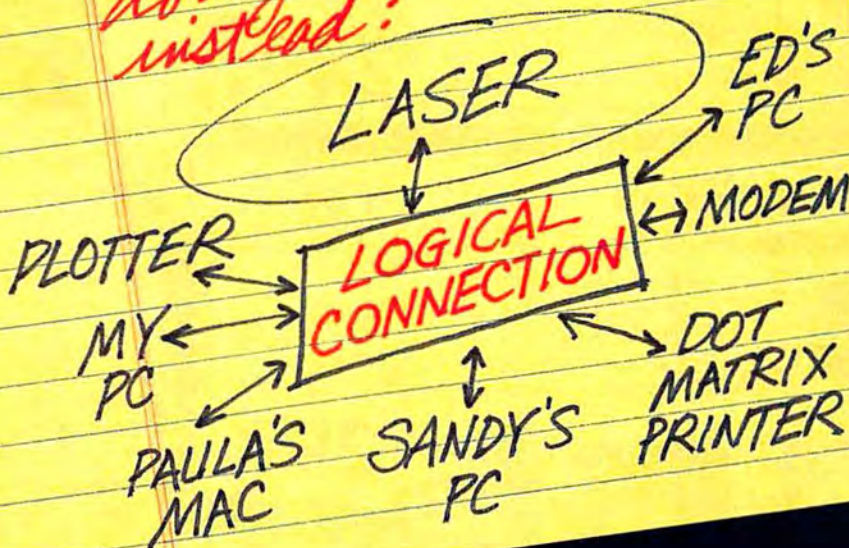 instead?
LASER
ED'S
PC
MODEM
LOGICAL
CONNECTION
PLOTTER
MY
PC
PAULA'S
MAC
SANDY'S
PC
DOT
MATRIX
PRINTER